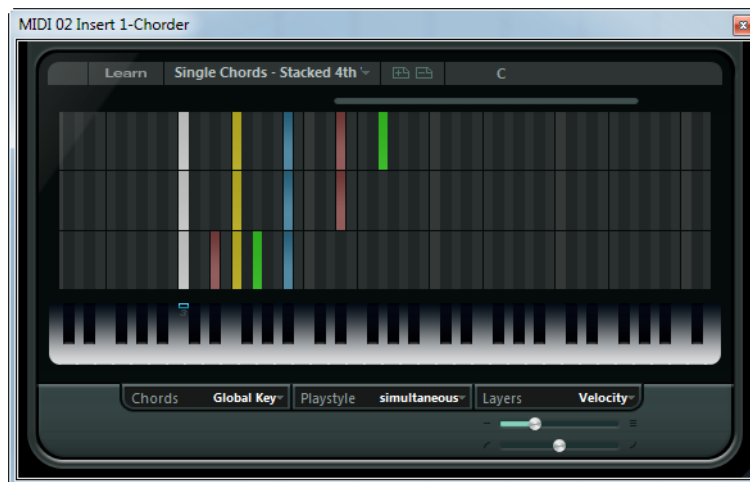 MIDI 02 Insert 1-Chorder
Learn Single Chords - Stacked 4th C
Chords Global Key Playstyle simultaneous Layers Velocity